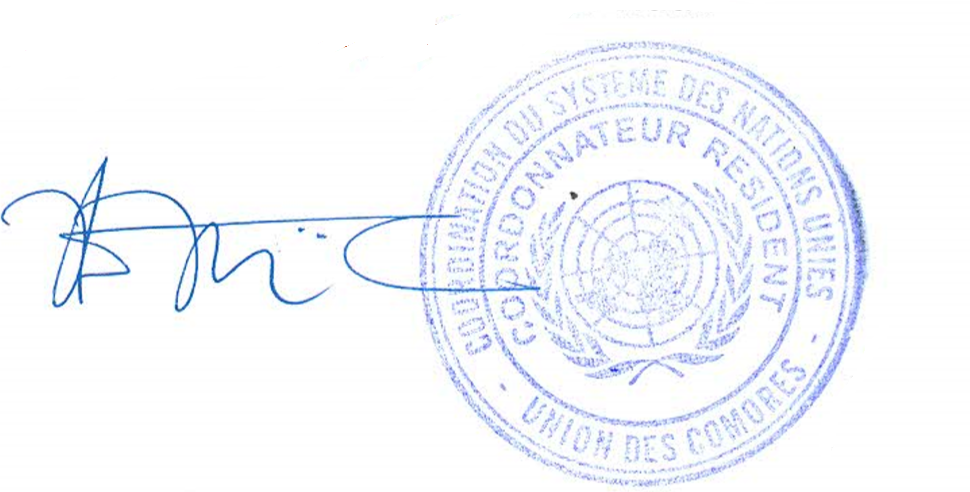 COORDINATION DU SYSTEME DES NATIONS UNIES
COORDONNATEUR RESIDENT
- UNION DES COMORES -